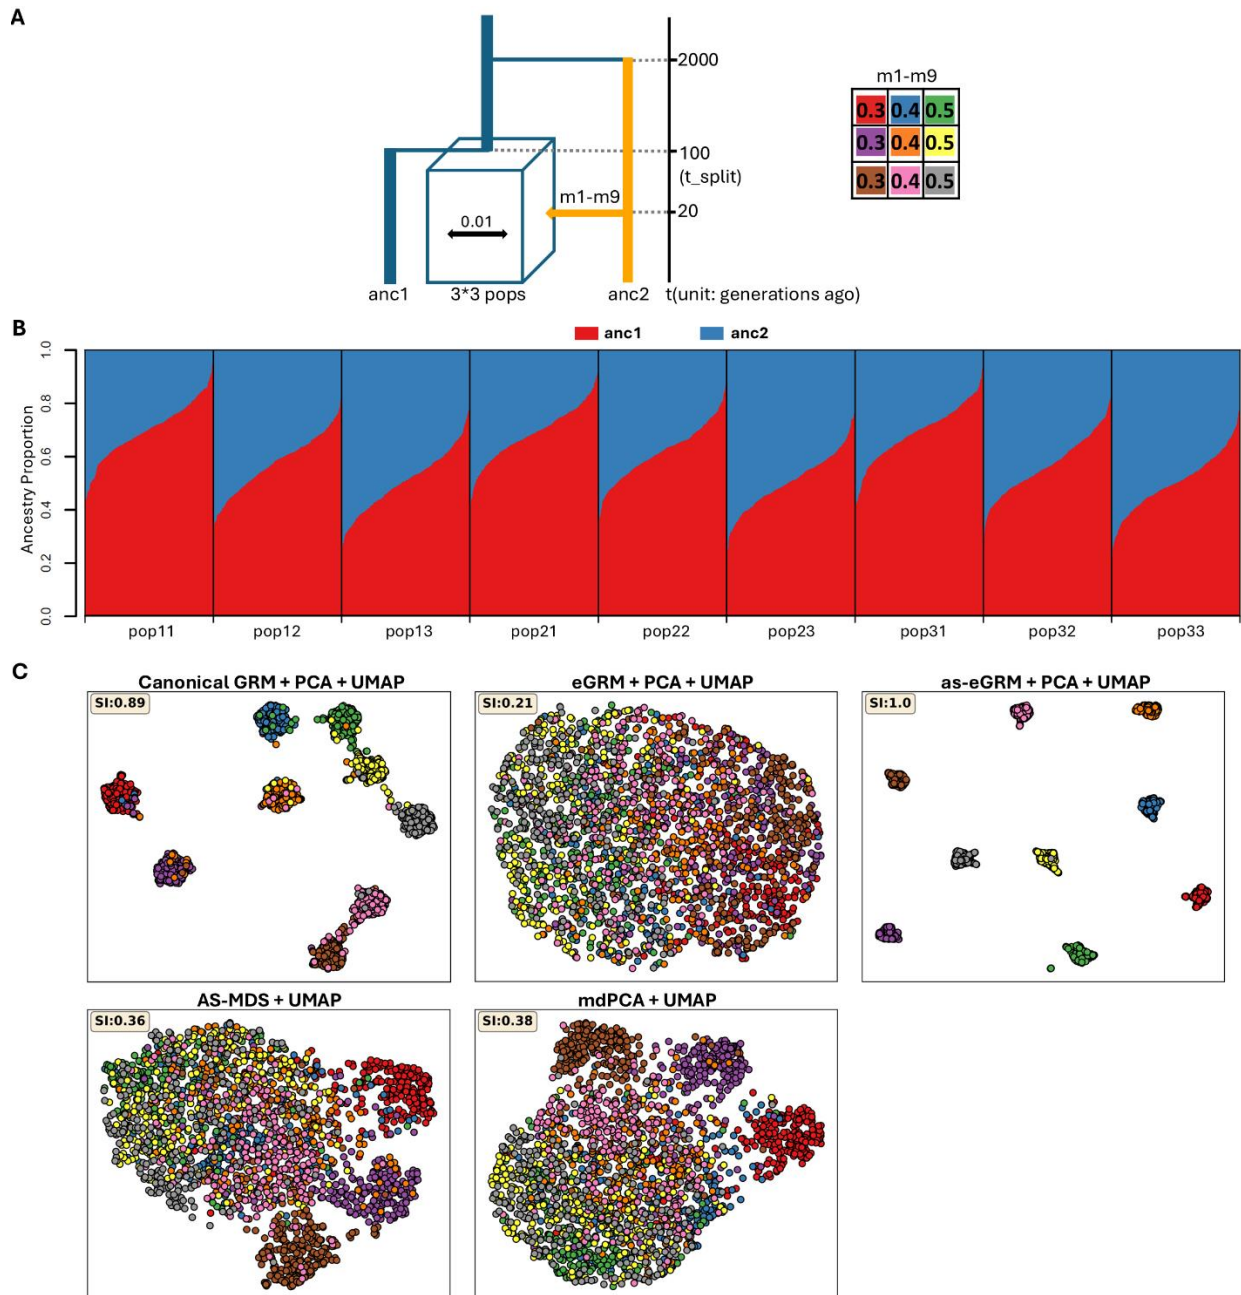 A
2000
m1-m9
0.3 0.4 0.5
0.3 0.4 0.5
0.3 0.4 0.5
100
(t_split)
m1-m9
20
0.01
anc1
3*3 pops
anc2
t(unit: generations ago)
B
anc1
anc2
Ancestry Proportion
1.0
0.8
0.6
0.4
0.2
0.0
pop11
pop12
pop13
pop21
pop22
pop23
pop31
pop32
pop33
C
Canonical GRM + PCA + UMAP
SI:0.89
eGRM + PCA + UMAP
SI:0.21
as-eGRM + PCA + UMAP
SI:1.0
AS-MDS + UMAP
SI:0.36
mdPCA + UMAP
SI:0.38